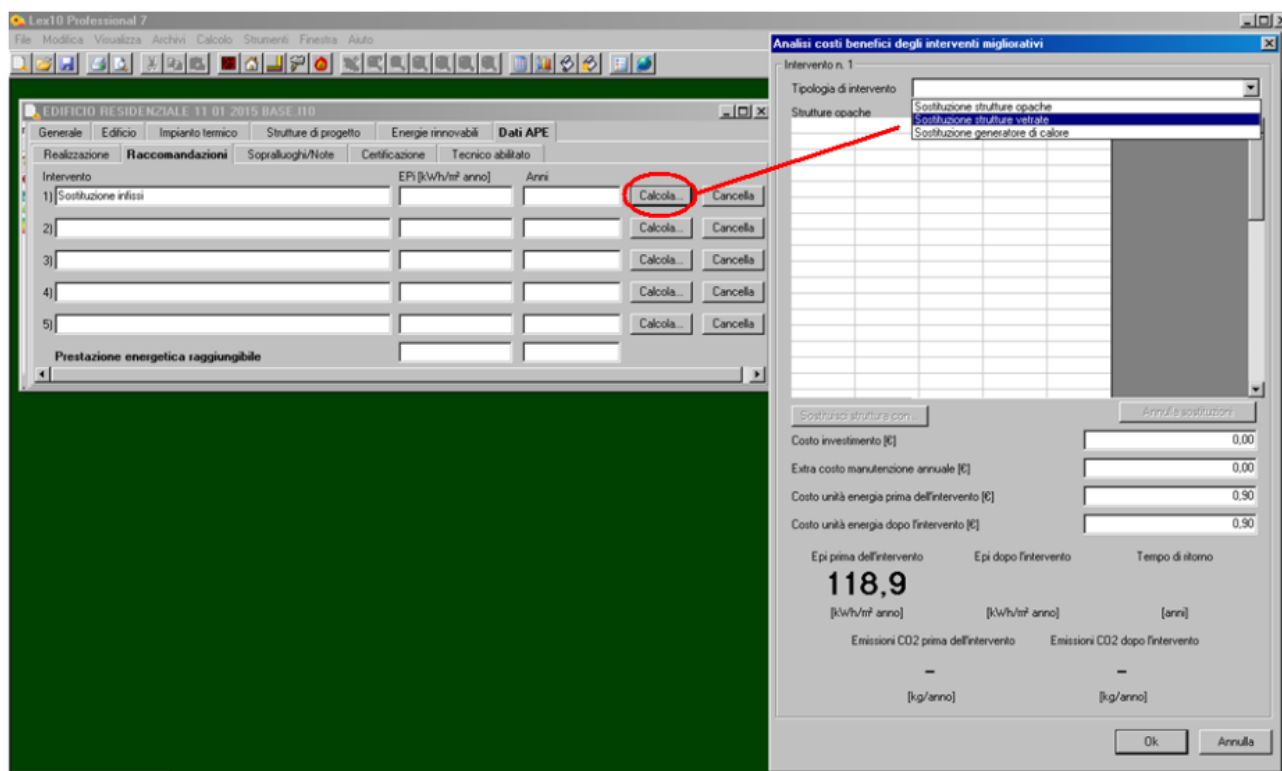 Lex10 Professional 7
File Modifica Visualizza Archivi Calcolo Strumenti Finestra Aiuto
EDIFICIO RESIDENZIALE 11 01 2015 BASE.l10
Generale Edificio Impianto termico Strutture di progetto Energie rinnovabili Dati APE
Realizzazione Raccomandazioni Sopralluoghi/Note Certificazione Tecnico abilitato
Intervento EPi [kWh/m² anno] Anni
1) Sostituzione infissi Calcola... Cancella
2) Calcola... Cancella
3) Calcola... Cancella
4) Calcola... Cancella
5) Calcola... Cancella
Prestazione energetica raggiungibile
Analisi costi benefici degli interventi migliorativi
Intervento n. 1
Tipologia di intervento
Strutture opache
Sostituzione strutture opache
Sostituzione strutture vetrate
Sostituzione generatore di calore
Sostituisci strutture con... Annulla sostituzioni
Costo investimento [€] 0,00
Extra costo manutenzione annuale [€] 0,00
Costo unità energia prima dell'intervento [€] 0,90
Costo unità energia dopo l'intervento [€] 0,90
Epi prima dell'intervento Epi dopo l'intervento Tempo di ritorno
118,9
[kWh/m² anno] [kWh/m² anno] [anni]
Emissioni CO2 prima dell'intervento Emissioni CO2 dopo l'intervento
– –
[kg/anno] [kg/anno]
Ok Annulla